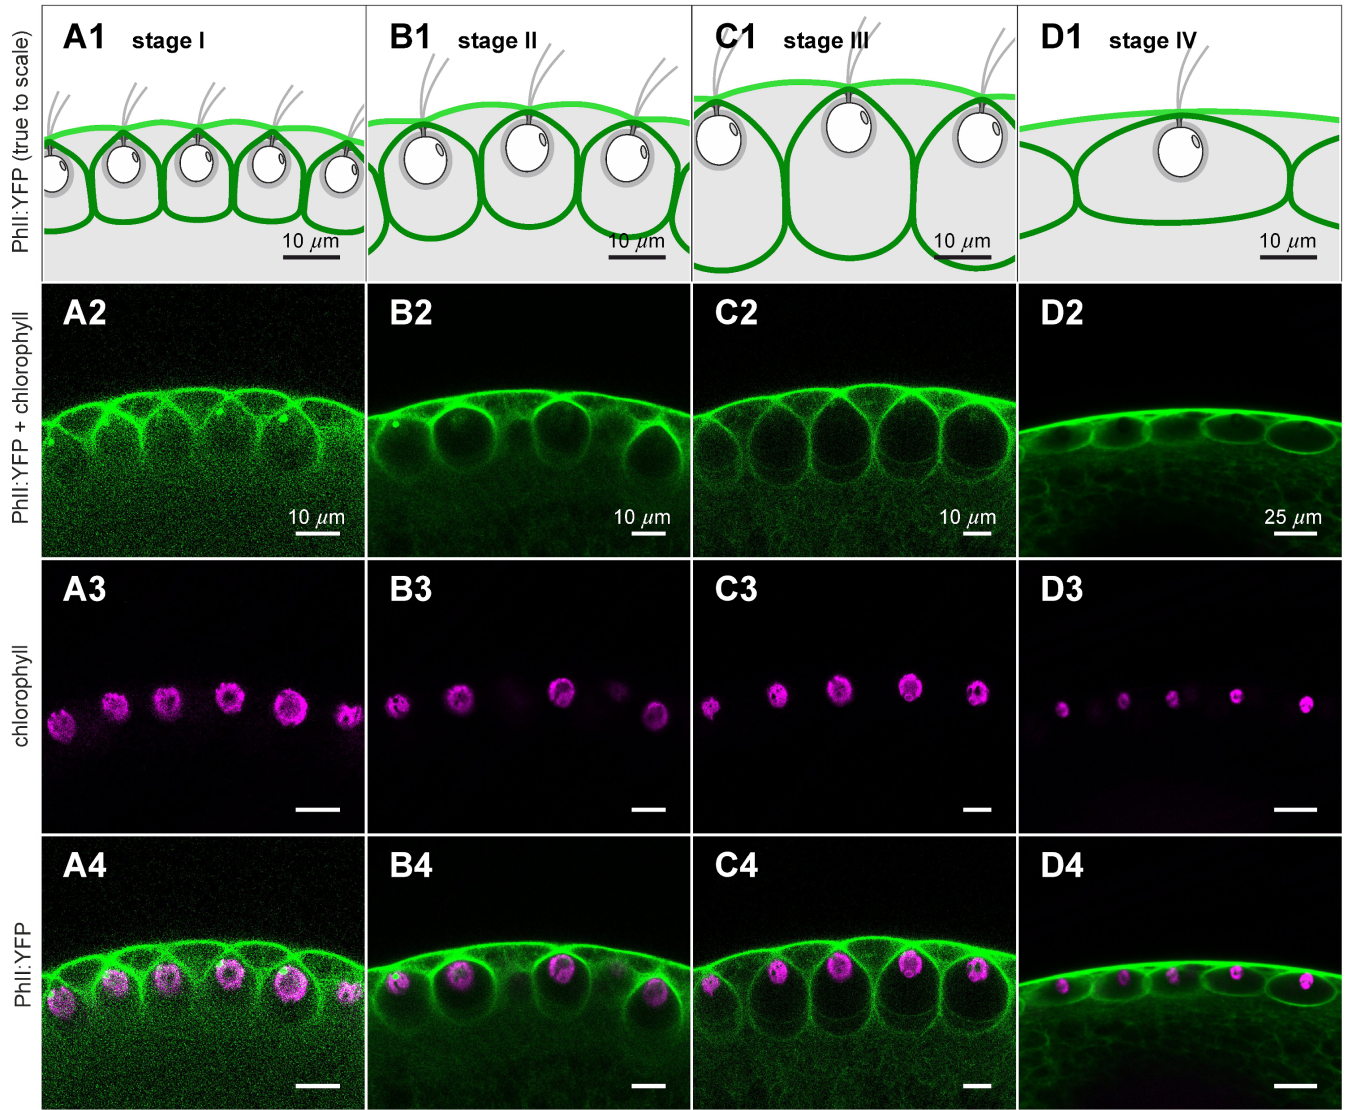 PhII:YFP (true to scale)
A1 stage I
B1 stage II
C1 stage III
D1 stage IV
10 µm
10 µm
10 µm
10 µm
PhII:YFP + chlorophyll
A2
B2
C2
D2
10 µm
10 µm
10 µm
25 µm
chlorophyll
A3
B3
C3
D3
PhII:YFP
A4
B4
C4
D4